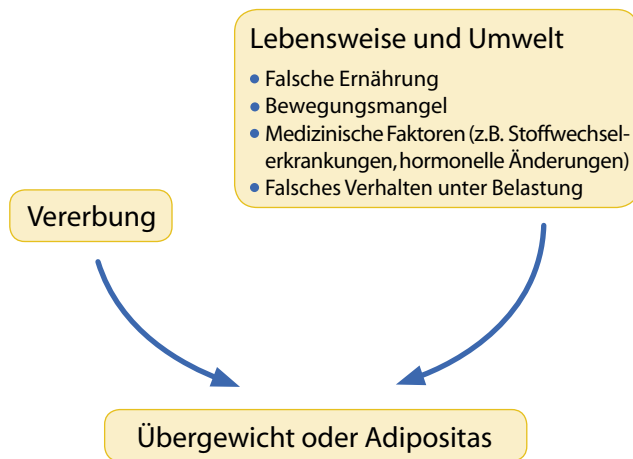 Lebensweise und Umwelt
• Falsche Ernährung
• Bewegungsmangel
• Medizinische Faktoren (z.B. Stoffwechsel-
erkrankungen, hormonelle Änderungen)
• Falsches Verhalten unter Belastung
Vererbung
Übergewicht oder Adipositas